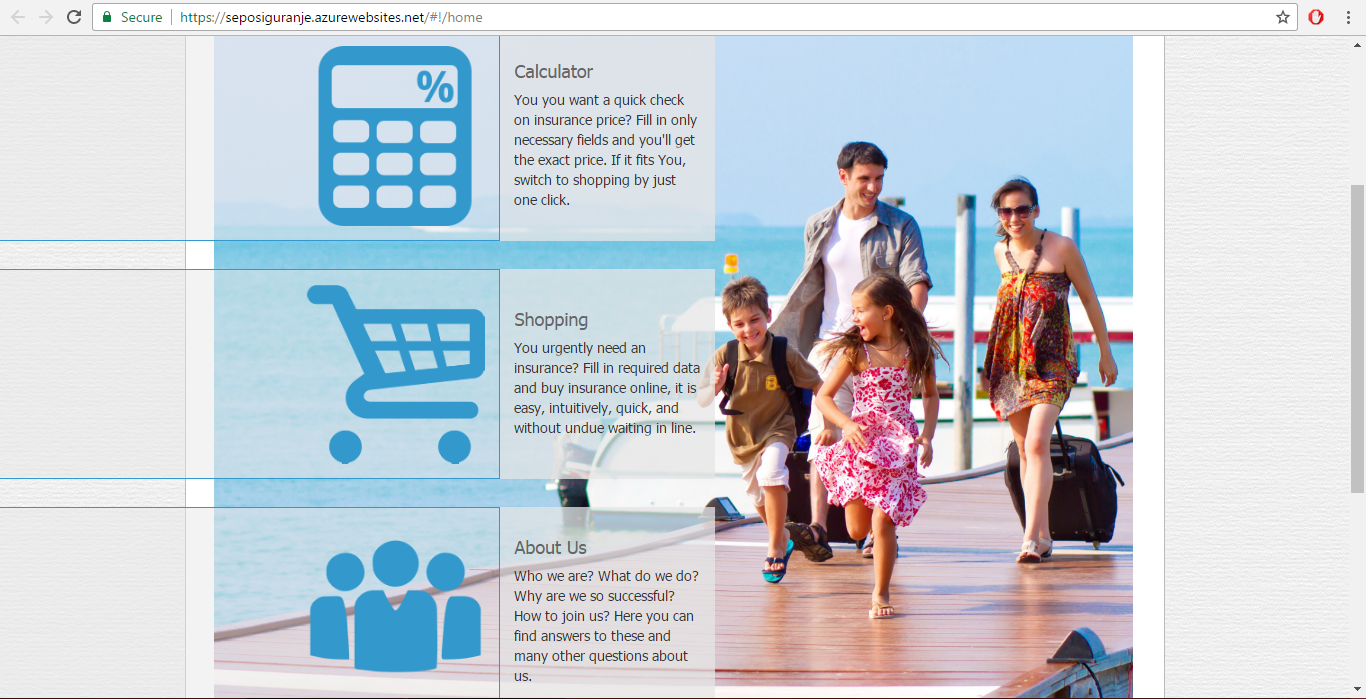 Secure
https://seposiguranje.azurewebsites.net/#!/home
%
Calculator
You you want a quick check
on insurance price? Fill in only
necessary fields and you'll get
the exact price. If it fits You,
switch to shopping by just
one click.
Shopping
You urgently need an
insurance? Fill in required data
and buy insurance online, it is
easy, intuitively, quick, and
without undue waiting in line.
About Us
Who we are? What do we do?
Why are we so successful?
How to join us? Here you can
find answers to these and
many other questions about
us.